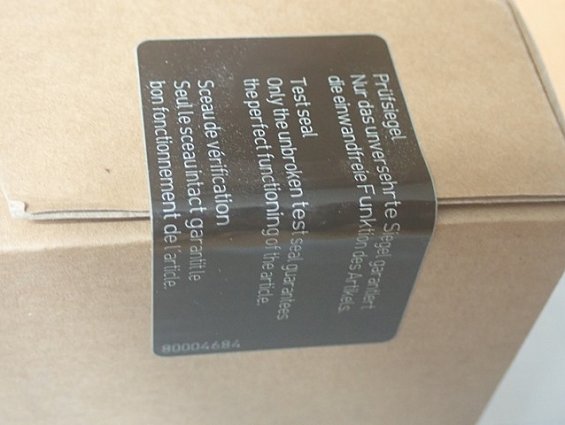 Prüfsiegel
Nur das unversehrte Siegel garantiert
die einwandfreie Funktion des Artikels.
Test seal
Only the unbroken test seal guarantees
the perfect functioning of the article.
Sceau de vérification
Seul le sceau intact garantit le
bon fonctionnement de l'article.
80004684